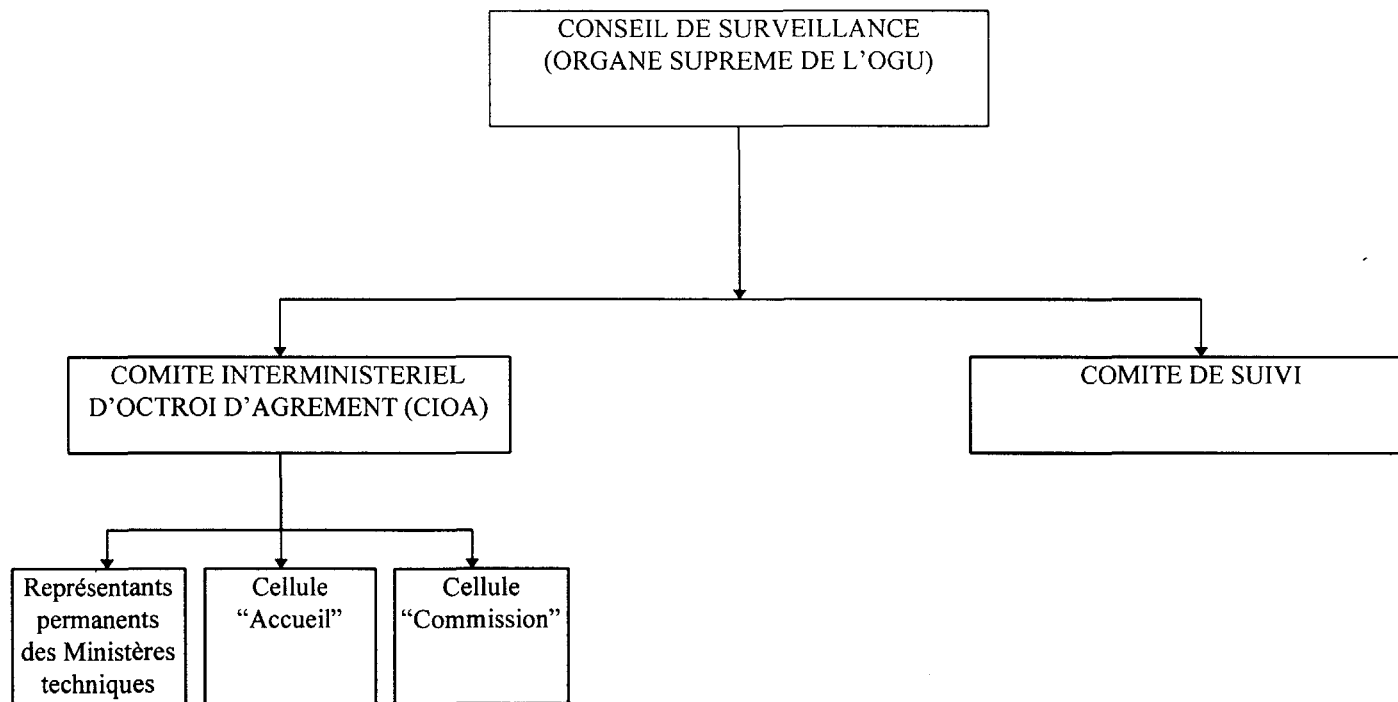 CONSEIL DE SURVEILLANCE
(ORGANE SUPREME DE L'OGU)
COMITE INTERMINISTERIEL
D'OCTROI D'AGREMENT (CIOA)
COMITE DE SUIVI
Représentants
permanents
des Ministères
techniques
Cellule
“Accueil”
Cellule
“Commission”